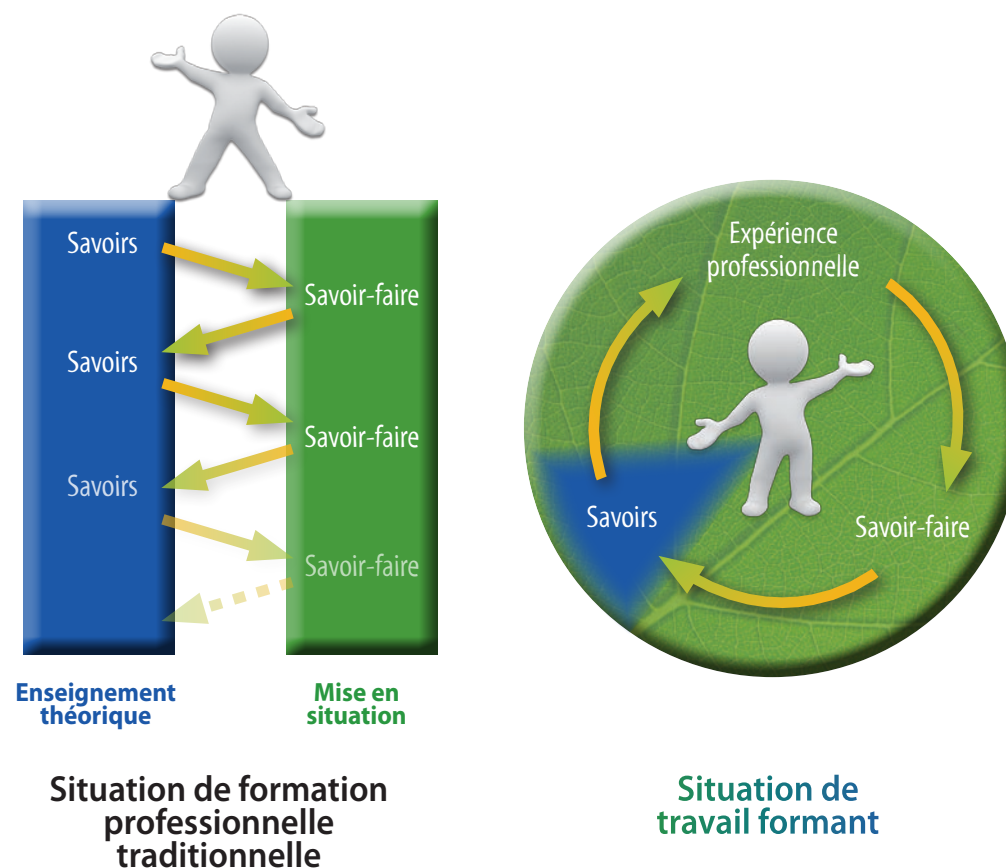 Savoirs
Savoir-faire
Savoirs
Savoir-faire
Savoirs
Savoir-faire
Enseignement
théorique
Mise en
situation
Situation de formation
professionnelle
traditionnelle
Expérience
professionnelle
Savoirs
Savoir-faire
Situation de
travail formant